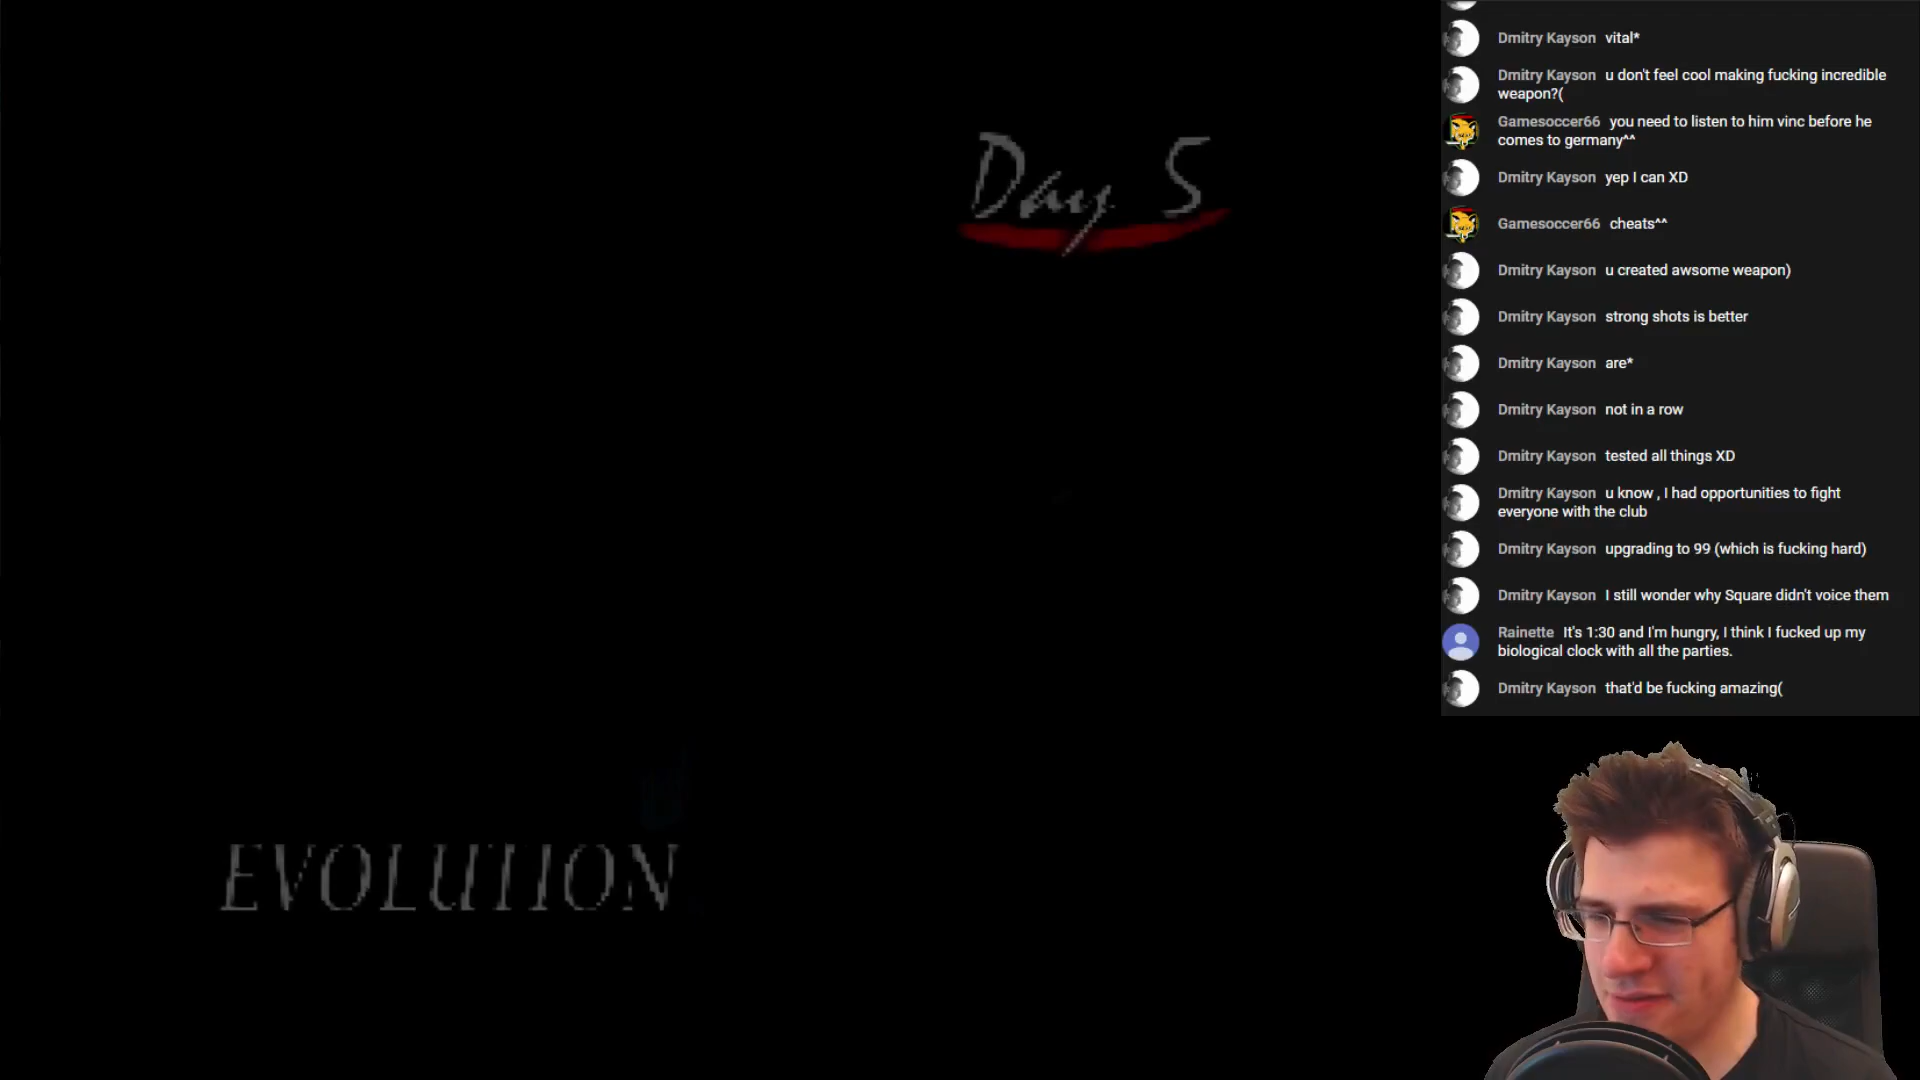 Day 5
EVOLUTION
Dmitry Kayson vital*
Dmitry Kayson u don't feel cool making fucking incredible
weapon?(
Gamesoccer66 you need to listen to him vinc before he
comes to germany^^
Dmitry Kayson yep I can XD
Gamesoccer66 cheats^^
Dmitry Kayson u created awsome weapon)
Dmitry Kayson strong shots is better
Dmitry Kayson are*
Dmitry Kayson not in a row
Dmitry Kayson tested all things XD
Dmitry Kayson u know , I had opportunities to fight
everyone with the club
Dmitry Kayson upgrading to 99 (which is fucking hard)
Dmitry Kayson I still wonder why Square didn't voice them
Rainette It's 1:30 and I'm hungry, I think I fucked up my
biological clock with all the parties.
Dmitry Kayson that'd be fucking amazing(